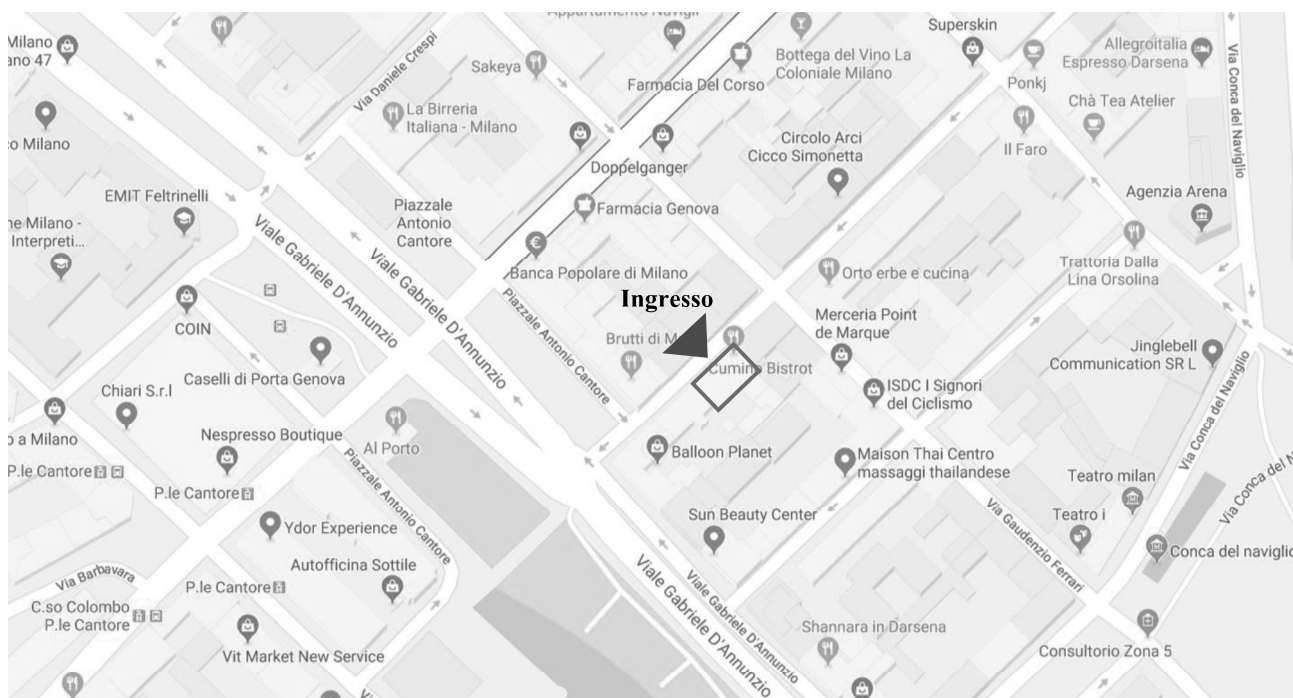 Appartamento Navigli
Milano
ano 47
Superskin
Allegroitalia
Espresso Darsena
Bottega del Vino La
Coloniale Milano
Via Daniele Crespi
Sakeya
Farmacia Del Corso
Ponkj
Via Conca del Naviglio
La Birreria
Italiana - Milano
Chà Tea Atelier
co Milano
Circolo Arci
Cicco Simonetta
Il Faro
Doppelganger
EMIT Feltrinelli
Piazzale
Antonio
Cantore
Farmacia Genova
Agenzia Arena
ne Milano -
Interpreti...
Viale Gabriele D'Annunzio
Viale Gabriele D'Annunzio
Banca Popolare di Milano
Orto erbe e cucina
Trattoria Dalla
Lina Orsolina
Ingresso
Piazzale Antonio Cantore
COIN
Merceria Point
de Marque
Brutti di M
Cumino Bistrot
Jinglebell
Communication SR L
Caselli di Porta Genova
Chiari S.r.l
ISDC I Signori
del Ciclismo
Via Conca del Naviglio
o a Milano
Nespresso Boutique
Al Porto
Balloon Planet
Maison Thai Centro
massaggi thailandese
P.le Cantore
P.le Cantore
Piazzale Antonio Cantore
Teatro milan
Via Conca del N
Ydor Experience
Sun Beauty Center
Via Gaudenzio Ferrari
Teatro i
Conca del naviglio
Autofficina Sottile
Via Barbavara
P.le Cantore
Viale Gabriele D'Annunzio
Viale Gabriele D'Annunzio
C.so Colombo
P.le Cantore
Shannara in Darsena
Vit Market New Service
Consultorio Zona 5